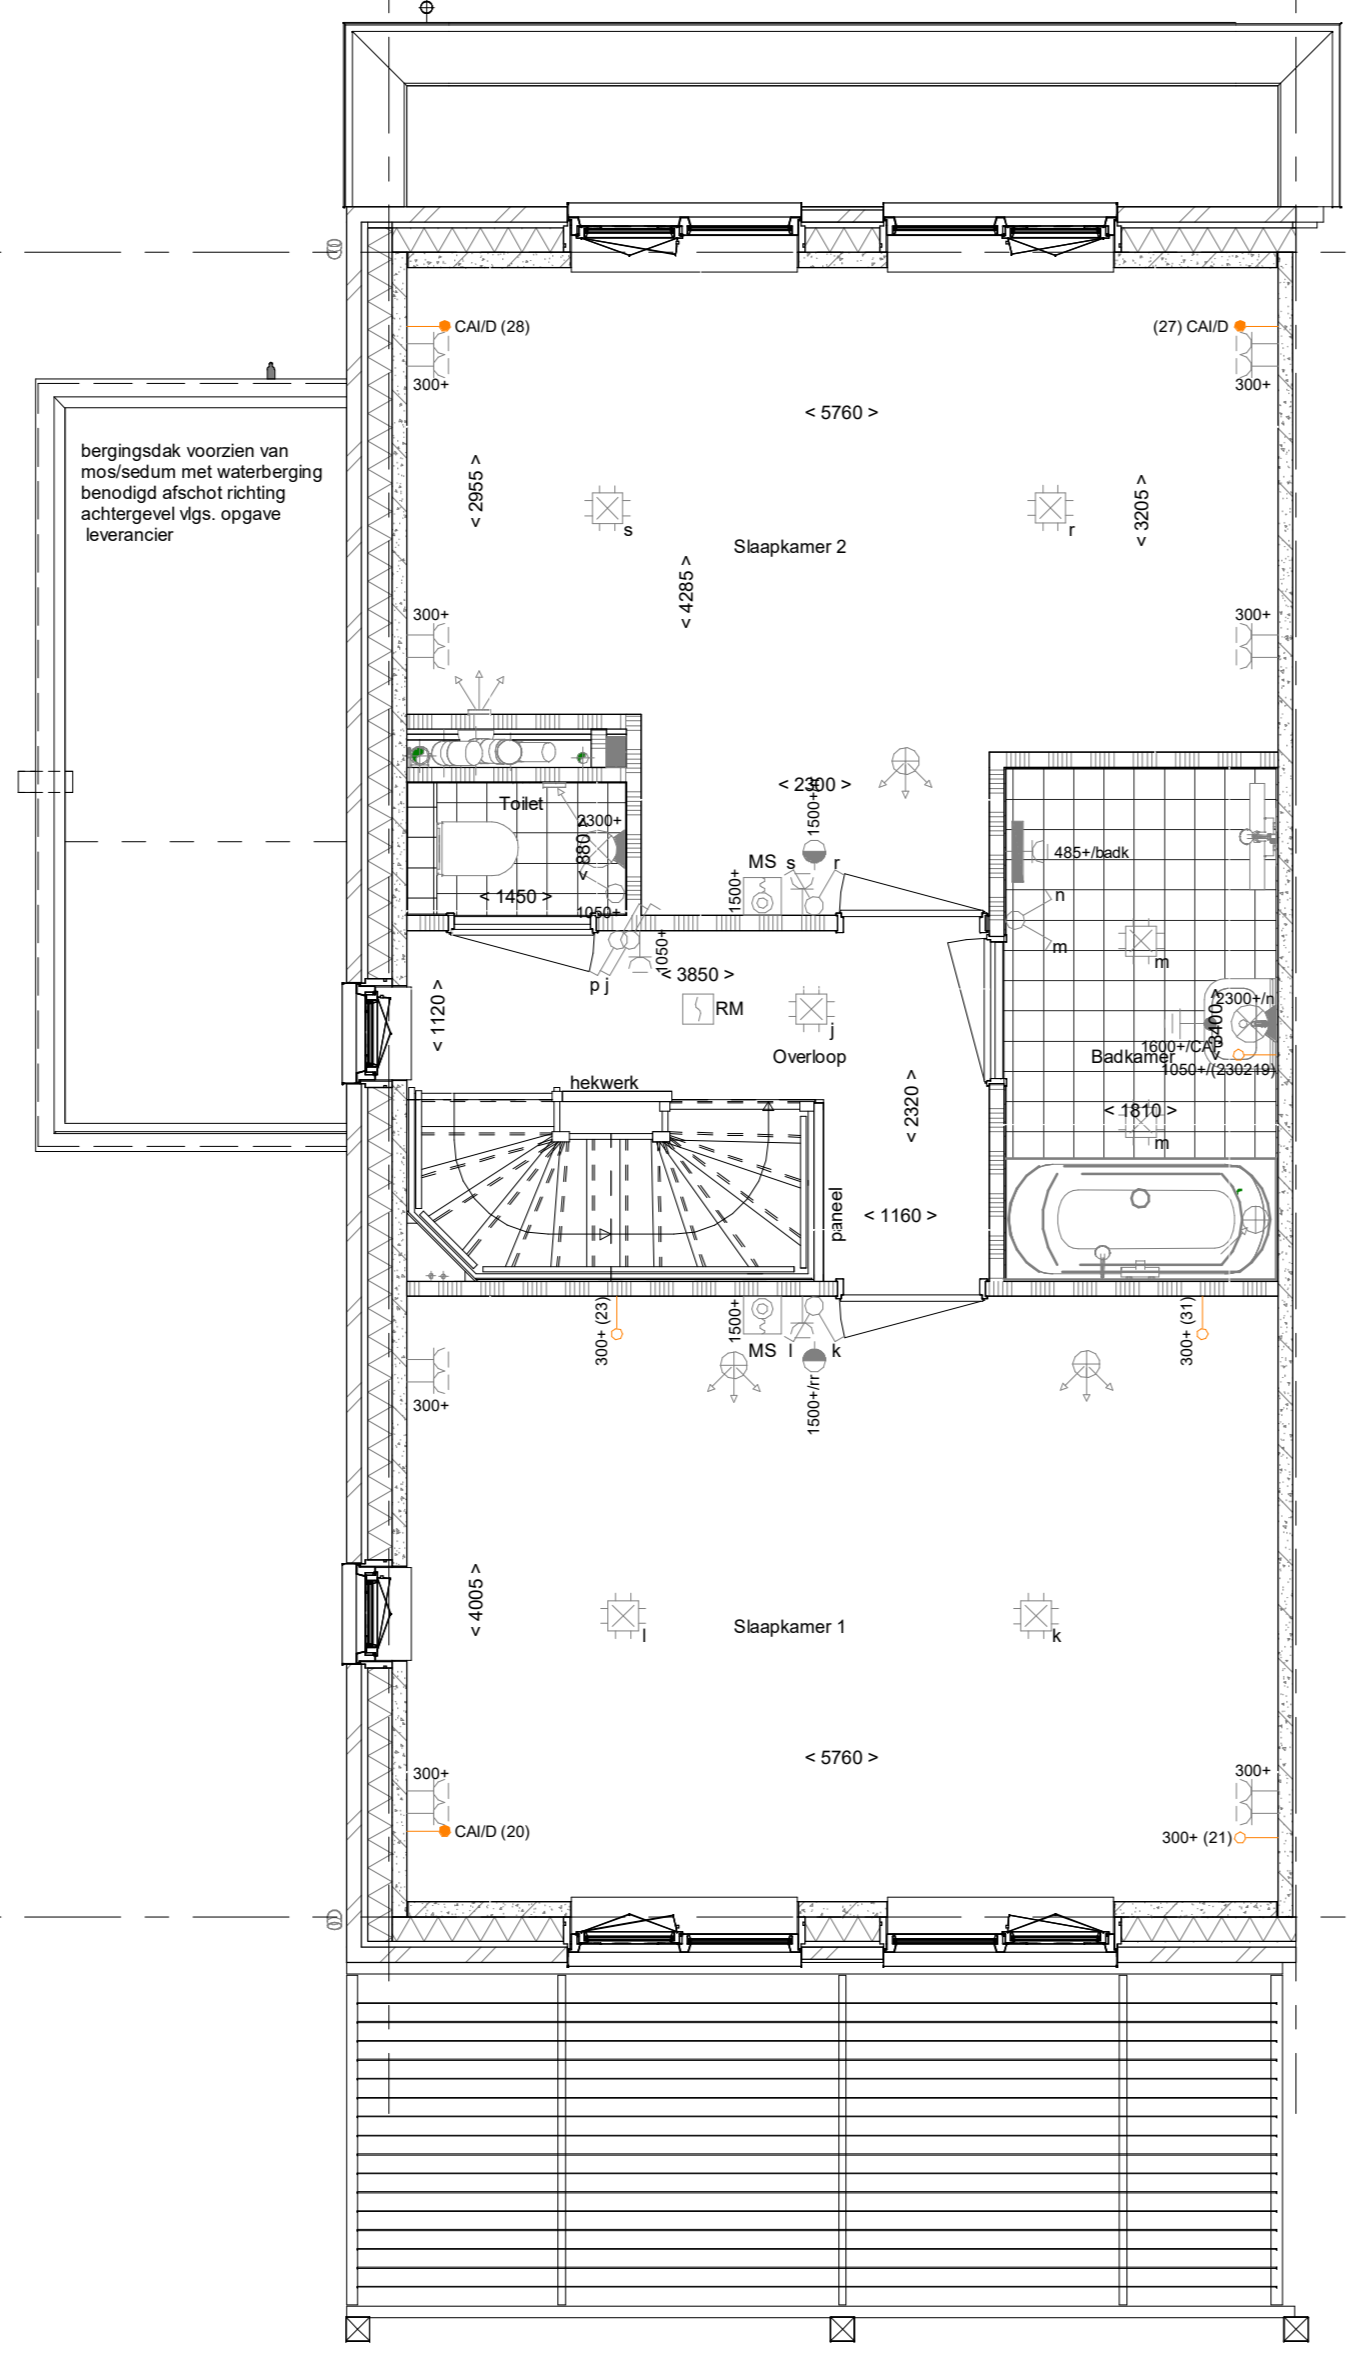 CAI/D (28)
(27) CAI/D
300+
300+
< 5760 >
bergingsdak voorzien van
mos/sedum met waterberging
benodigd afschot richting
achtergevel vlgs. opgave
leverancier
< 2955 >
< 3205 >
s
r
Slaapkamer 2
< 4285 >
300+
300+
< 2300 >
1500+
Toilet
2300+
< 880 >
485+/badk
MS
s
r
1500+
< 1450 >
1050+
n
m
1050+
m
< 3850 >
p j
< 1120 >
RM
j
2300+/n
< 3400 >
Overloop
1600+/CAP
Badkamer
1050+/(230219)
hekwerk
< 2320 >
< 1810 >
m
paneel
< 1160 >
300+ (23)
1500+
MS
l
k
300+ (31)
1500+/rr
300+
< 4005 >
l
Slaapkamer 1
k
< 5760 >
300+
300+
CAI/D (20)
300+ (21)